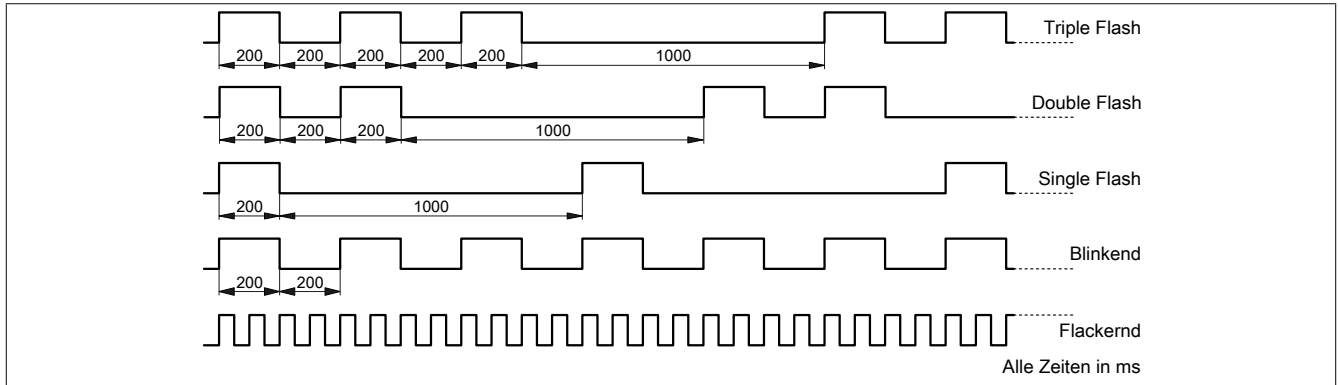 Triple Flash
200 200 200 200 200 1000
Double Flash
200 200 200 1000
Single Flash
200 1000
Blinkend
200 200
Flackernd
Alle Zeiten in ms